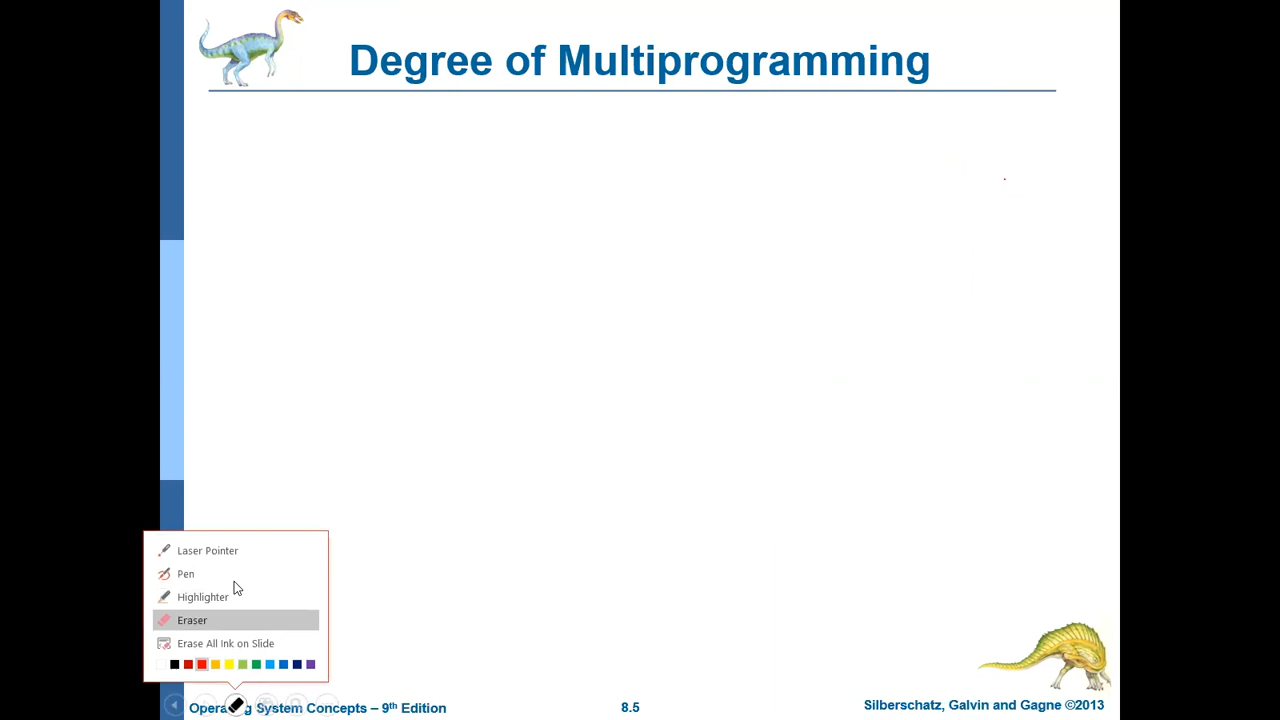 Degree of Multiprogramming
Laser Pointer
Pen
Highlighter
Eraser
Erase All Ink on Slide
Operating System Concepts – 9th Edition
8.5
Silberschatz, Galvin and Gagne ©2013